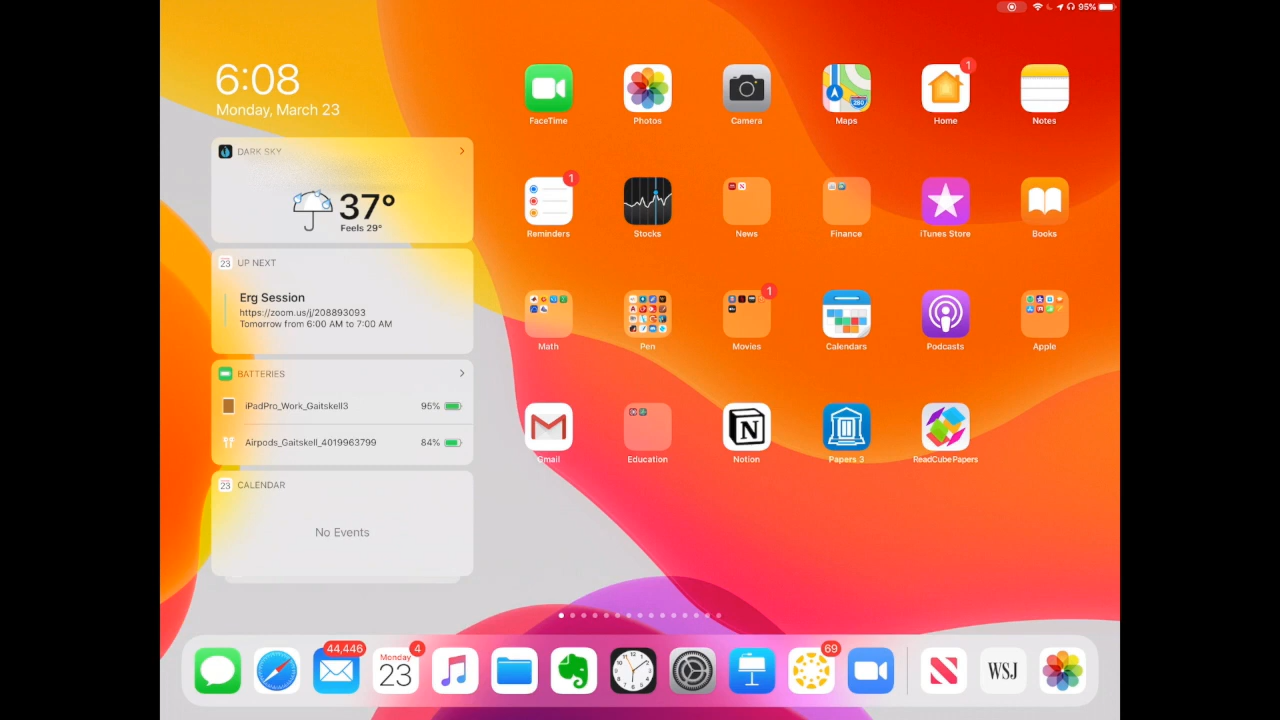 95%
6:08
Monday, March 23
DARK SKY
37°
Feels 29°
23 UP NEXT
Erg Session
https://zoom.us/j/208893093
Tomorrow from 6:00 AM to 7:00 AM
BATTERIES
iPadPro_Work_Gaitskell3 95%
Airpods_Gaitskell_4019963799 84%
23 CALENDAR
No Events
1
FaceTime Photos Camera Maps Home Notes
1
Reminders Stocks News Finance iTunes Store Books
1
Math Pen Movies Calendars Podcasts Apple
N
Gmail Education Notion Papers 3 ReadCube Papers
44,446 4 69
Monday
23
N WSJ